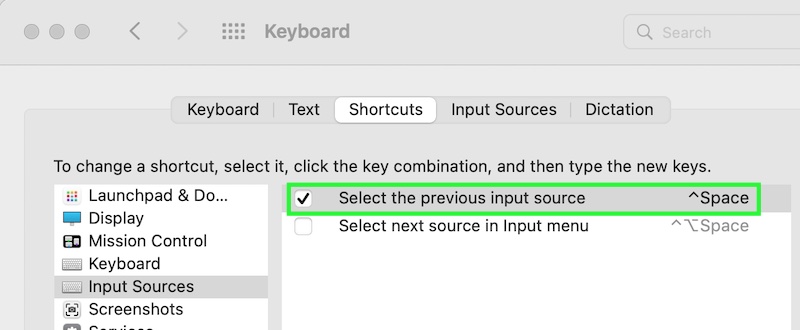 Keyboard
Search
Keyboard Text Shortcuts Input Sources Dictation
To change a shortcut, select it, click the key combination, and then type the new keys.
Launchpad & Do...
Display
Mission Control
Keyboard
Input Sources
Screenshots
Services
Select the previous input source ^Space
Select next source in Input menu ^⌥Space